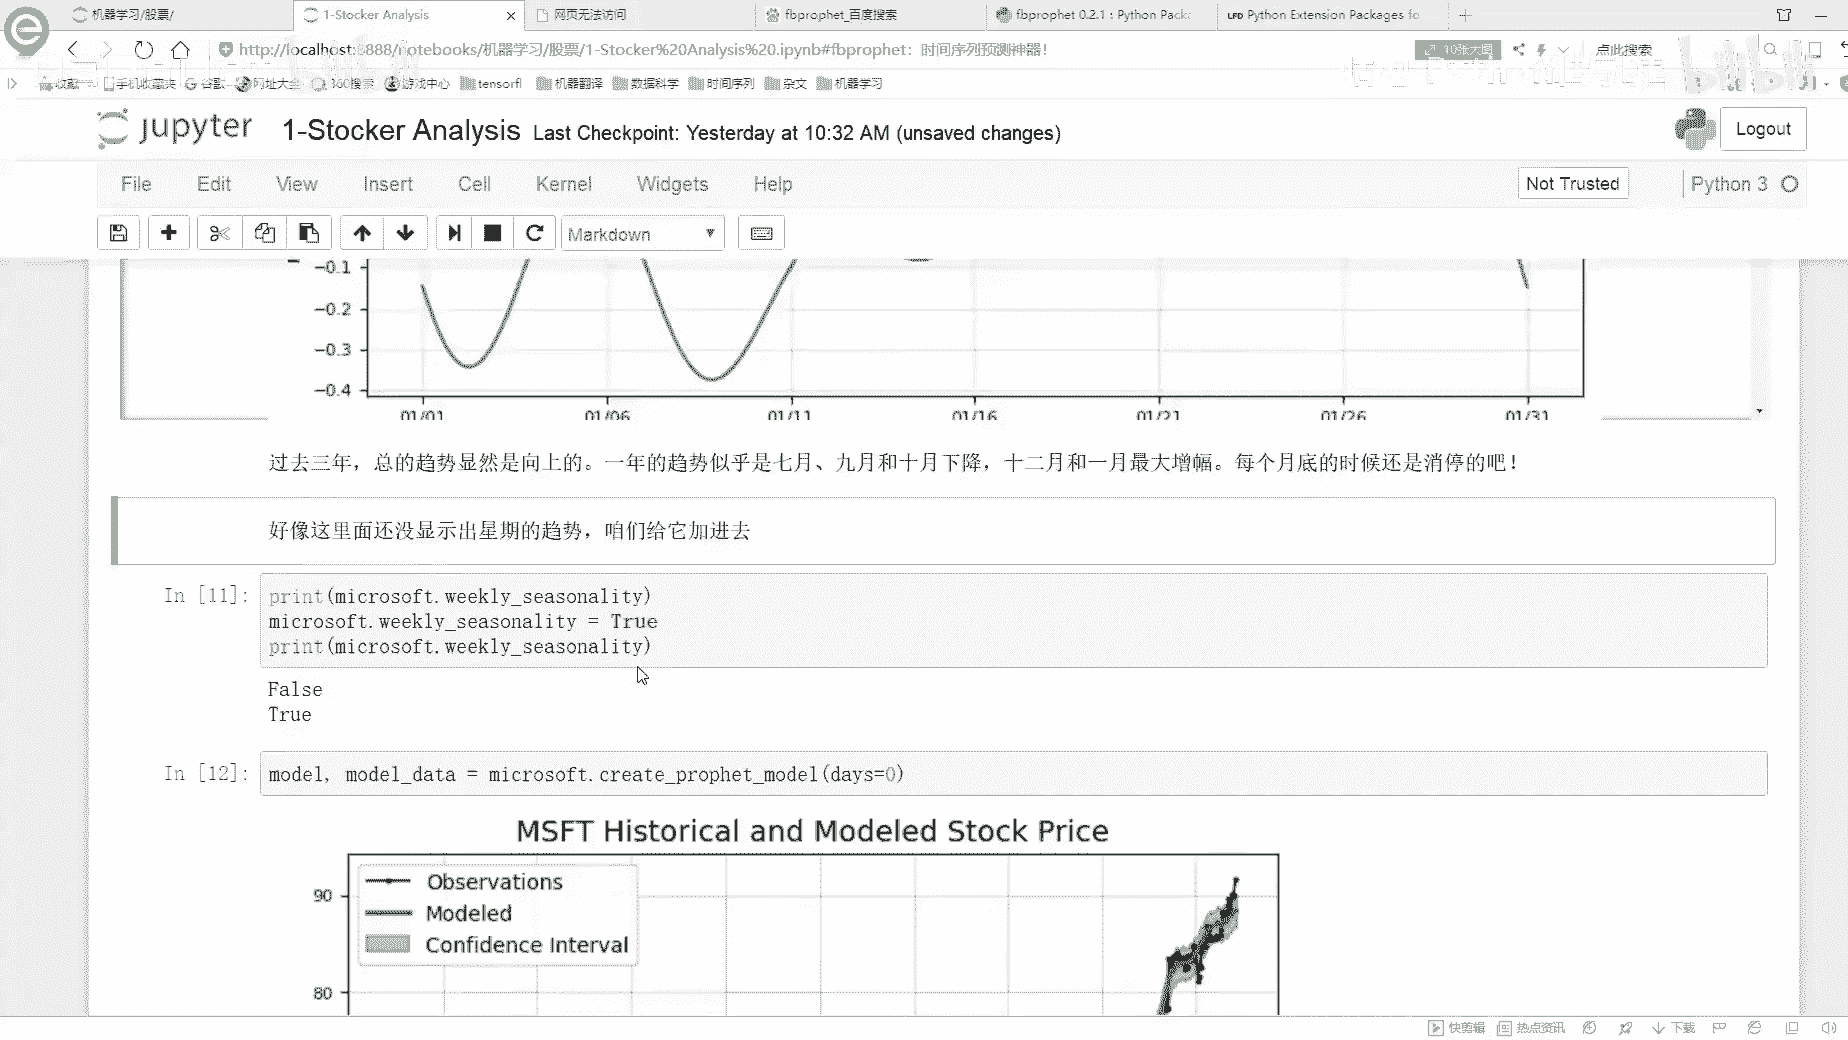 机器学习/股票/
1-Stocker Analysis
网页无法访问
fbprophet_百度搜索
fbprophet 0.2.1 : Python Pack
Python Extension Packages fo
http://localhost:8888/notebooks/机器学习/股票/1-Stocker%20Analysis%20.ipynb#fbprophet：时间序列预测神器!
10张大图
点此搜索
收藏
手机收藏夹
谷歌
网址大全
360搜索
游戏中心
tensorfl
机器翻译
数据科学
时间序列
杂文
机器学习
jupyter
1-Stocker Analysis
Last Checkpoint: Yesterday at 10:32 AM (unsaved changes)
Logout
File
Edit
View
Insert
Cell
Kernel
Widgets
Help
Not Trusted
Python 3
Markdown
−0.1
−0.2
−0.3
−0.4
01/01
01/06
01/11
01/16
01/21
01/26
01/31
过去三年，总的趋势显然是向上的。一年的趋势似乎是七月、九月和十月下降，十二月和一月最大增幅。每个月底的时候还是消停的吧！
好像这里面还没显示出星期的趋势，咱们给它加进去
In [11]:
print(microsoft.weekly_seasonality)
microsoft.weekly_seasonality = True
print(microsoft.weekly_seasonality)
False
True
In [12]:
model, model_data = microsoft.create_prophet_model(days=0)
MSFT Historical and Modeled Stock Price
Observations
Modeled
Confidence Interval
90
80
快剪辑
热点资讯
下载